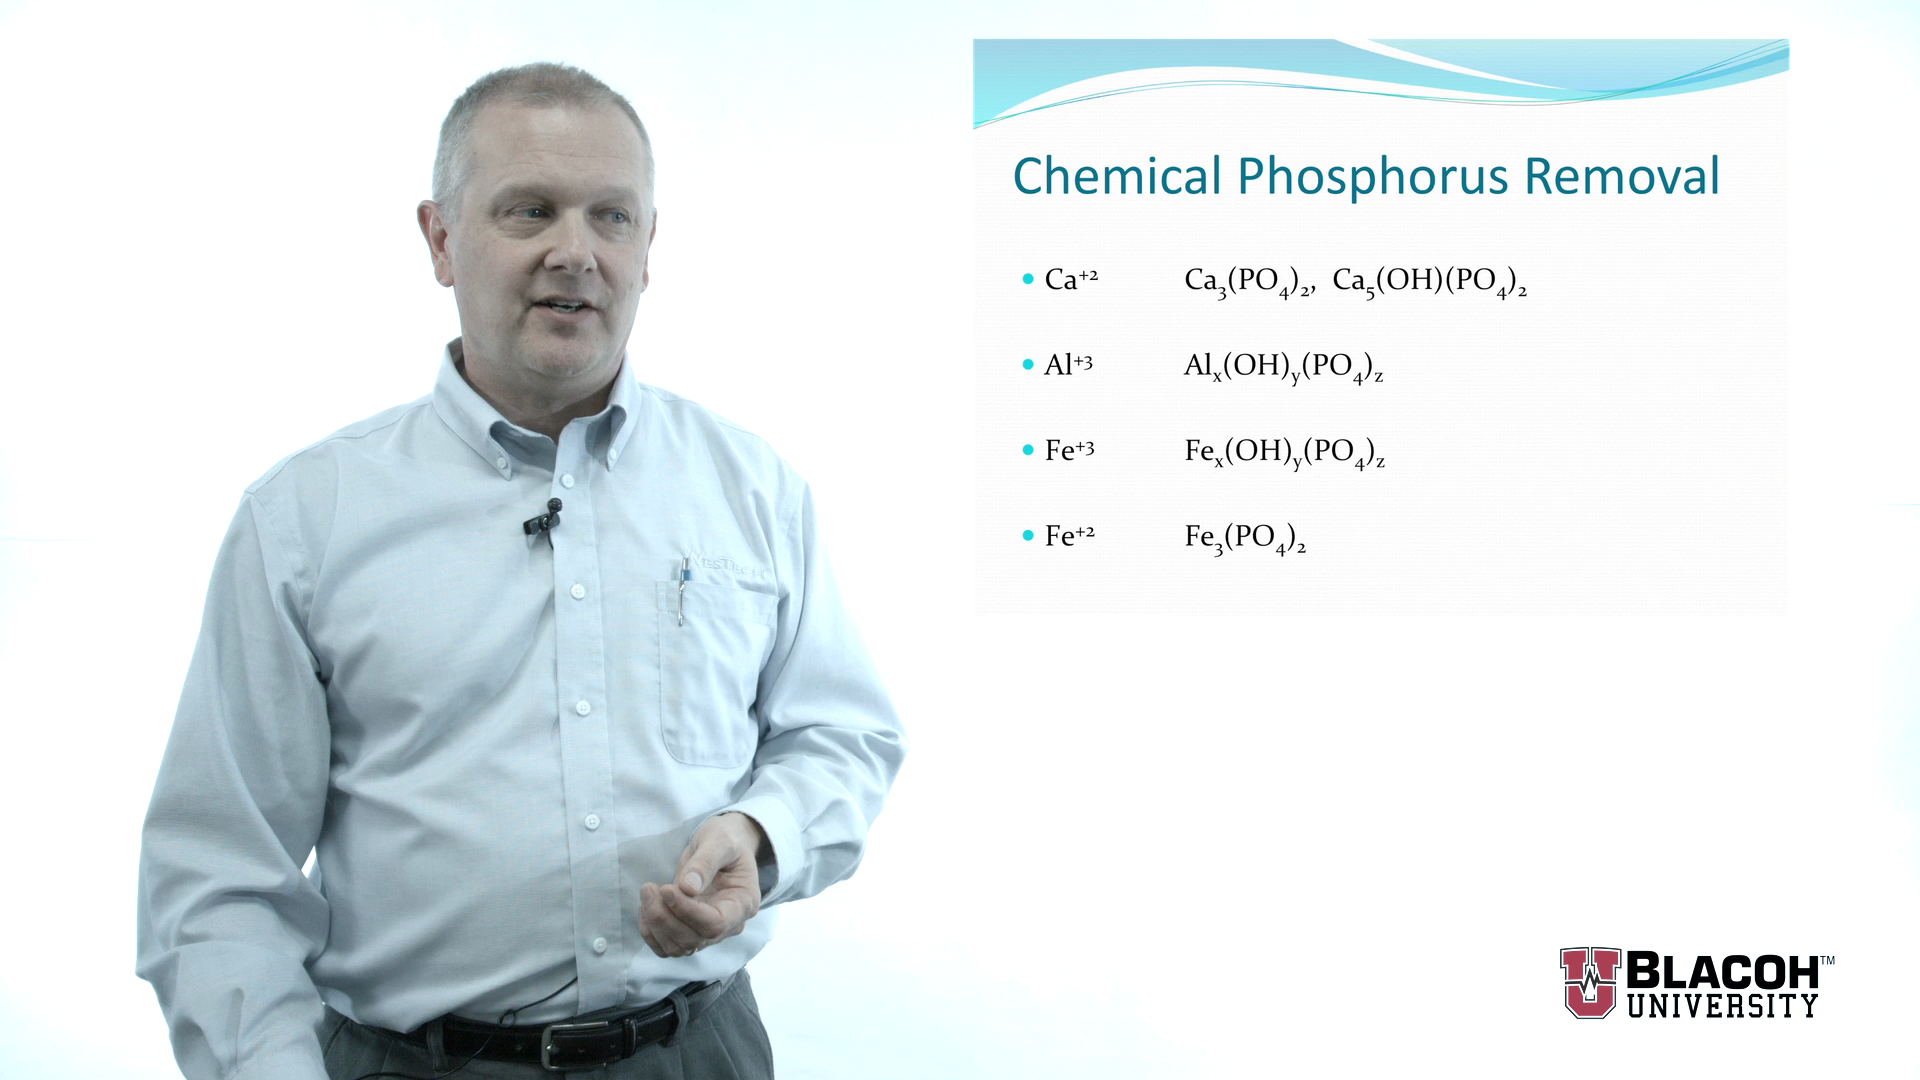 Chemical Phosphorus Removal
• Ca⁺² Ca₃(PO₄)₂, Ca₅(OH)(PO₄)₂
• Al⁺³ Alₓ(OH)y(PO₄)z
• Fe⁺³ Feₓ(OH)y(PO₄)z
• Fe⁺² Fe₃(PO₄)₂
WesTech
U BLACOH™
UNIVERSITY